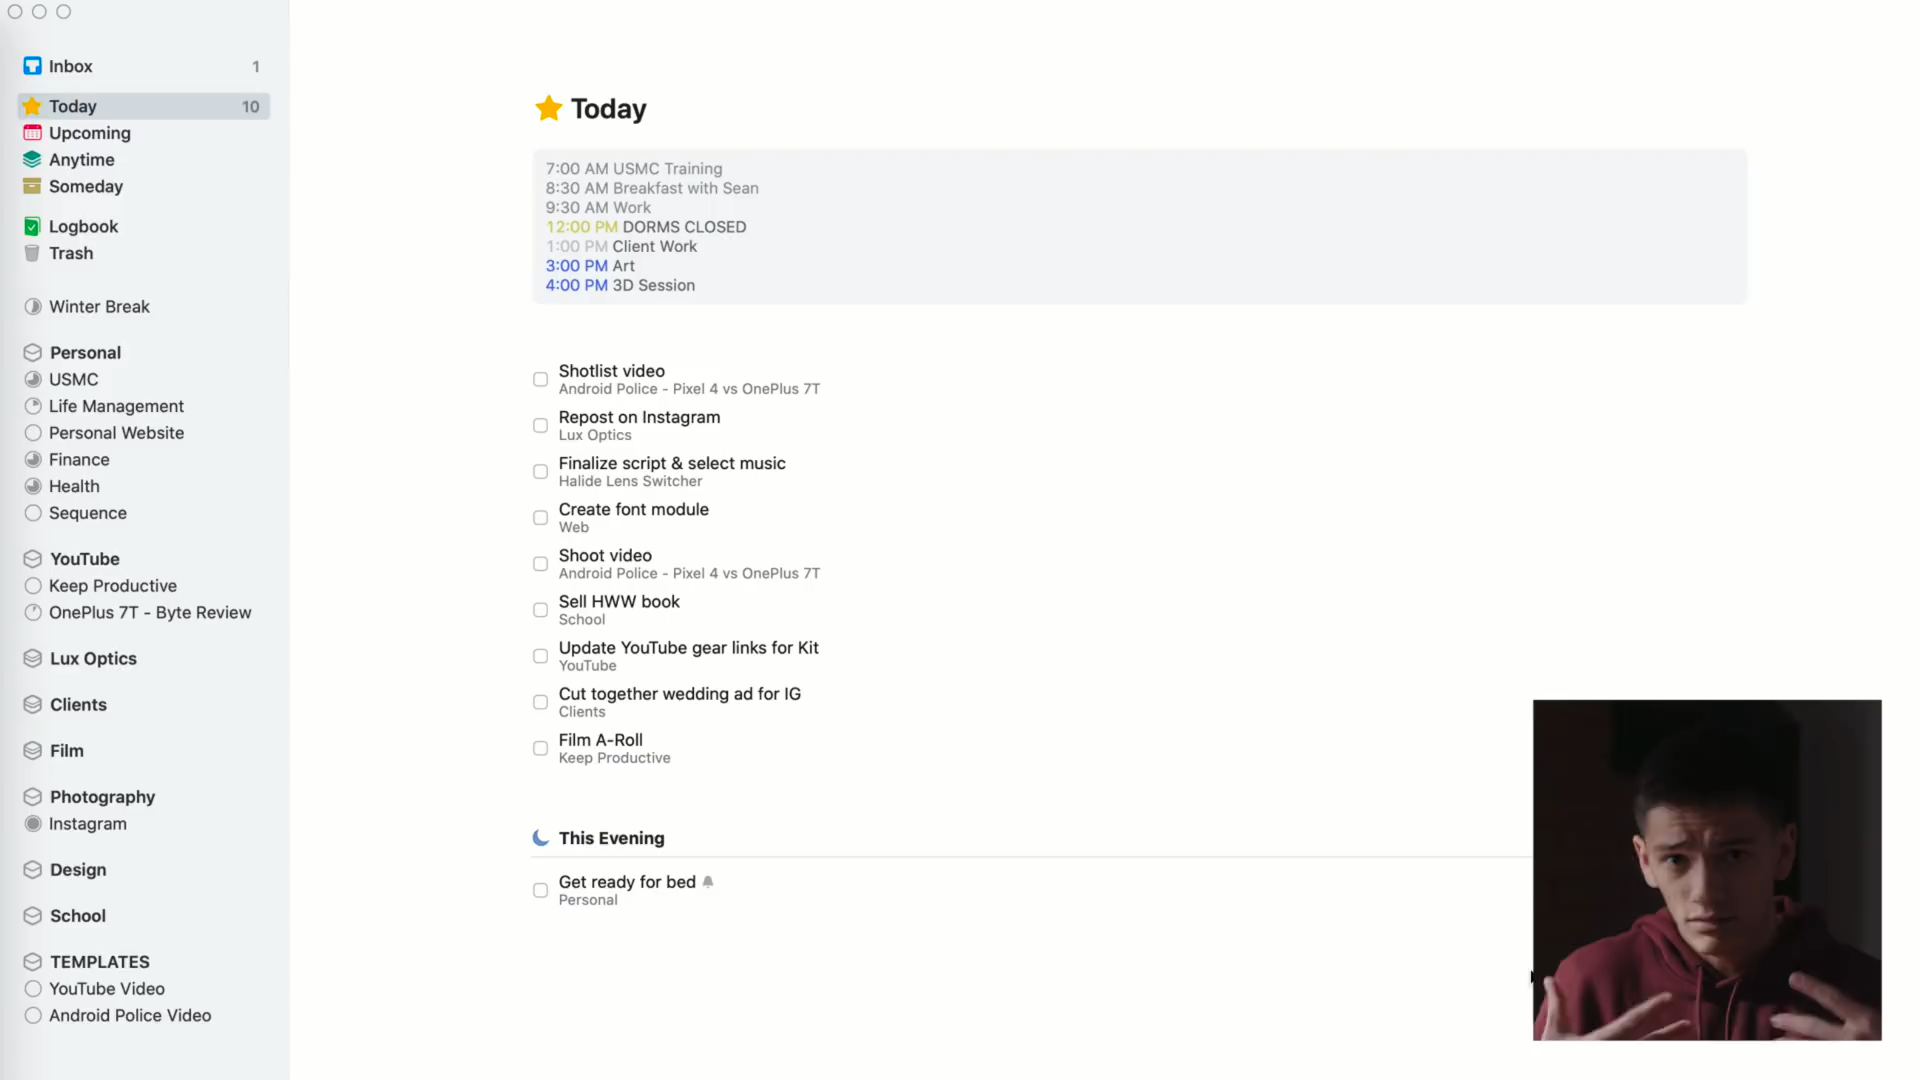 Inbox 1
Today 10
Upcoming
Anytime
Someday
Logbook
Trash
Winter Break
Personal
USMC
Life Management
Personal Website
Finance
Health
Sequence
YouTube
Keep Productive
OnePlus 7T - Byte Review
Lux Optics
Clients
Film
Photography
Instagram
Design
School
TEMPLATES
YouTube Video
Android Police Video
Today
7:00 AM USMC Training
8:30 AM Breakfast with Sean
9:30 AM Work
12:00 PM DORMS CLOSED
1:00 PM Client Work
3:00 PM Art
4:00 PM 3D Session
Shotlist video
Android Police - Pixel 4 vs OnePlus 7T
Repost on Instagram
Lux Optics
Finalize script & select music
Halide Lens Switcher
Create font module
Web
Shoot video
Android Police - Pixel 4 vs OnePlus 7T
Sell HWW book
School
Update YouTube gear links for Kit
YouTube
Cut together wedding ad for IG
Clients
Film A-Roll
Keep Productive
This Evening
Get ready for bed
Personal